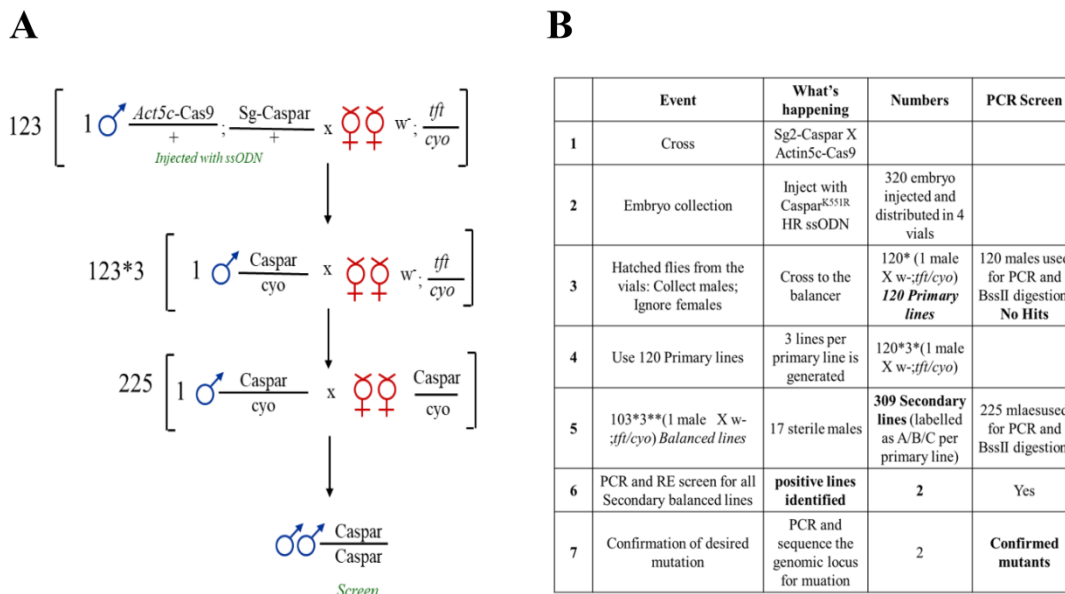 A
B
123 [ 1 Act5c-Cas9 ; Sg-Caspar x w-; tft ]
+ + cyo
Injected with ssODN
123*3 [ 1 Caspar x w-; tft ]
cyo cyo
225 [ 1 Caspar x Caspar ]
cyo cyo
Caspar
Caspar
Screen
Event What's happening Numbers PCR Screen
1 Cross Sg2-Caspar X Actin5c-Cas9
2 Embryo collection Inject with CasparK551R HR ssODN 320 embryo injected and distributed in 4 vials
3 Hatched flies from the vials: Collect males; Ignore females Cross to the balancer 120* (1 male X w-;tft/cyo) 120 Primary lines 120 males used for PCR and BssII digestion No Hits
4 Use 120 Primary lines 3 lines per primary line is generated 120*3*(1 male X w-;tft/cyo)
5 103*3**(1 male X w-;tft/cyo) Balanced lines 17 sterile males 309 Secondary lines (labelled as A/B/C per primary line) 225 mlaesused for PCR and BssII digestion
6 PCR and RE screen for all Secondary balanced lines positive lines identified 2 Yes
7 Confirmation of desired mutation PCR and sequence the genomic locus for muation 2 Confirmed mutants